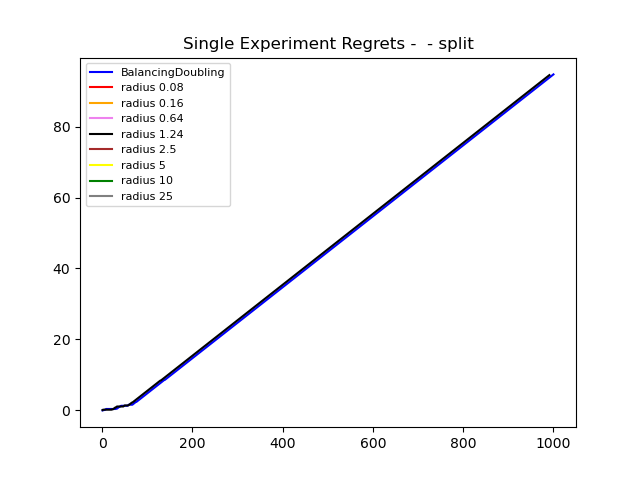 Single Experiment Regrets -  - split
BalancingDoubling
radius 0.08
radius 0.16
radius 0.64
radius 1.24
radius 2.5
radius 5
radius 10
radius 25
80
60
40
20
0
0 200 400 600 800 1000